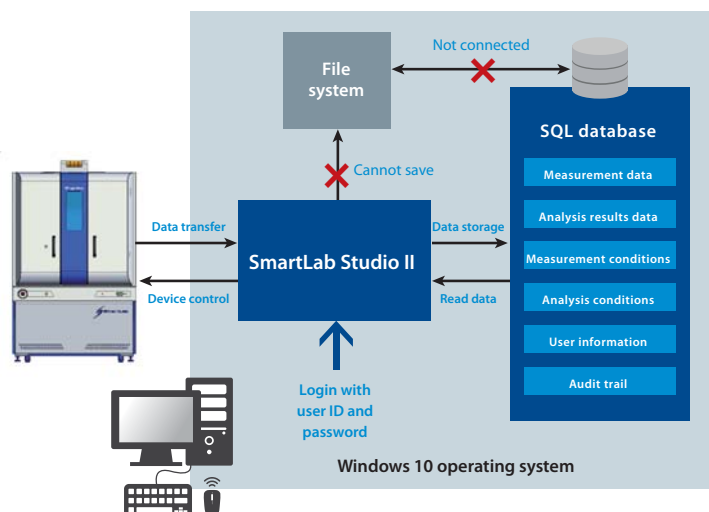 Not connected
File
system
SQL database
Cannot save
Measurement data
Analysis results data
Data transfer
Data storage
SmartLab Studio II
Measurement conditions
Device control
Read data
Analysis conditions
User information
Audit trail
Login with
user ID and
password
Windows 10 operating system